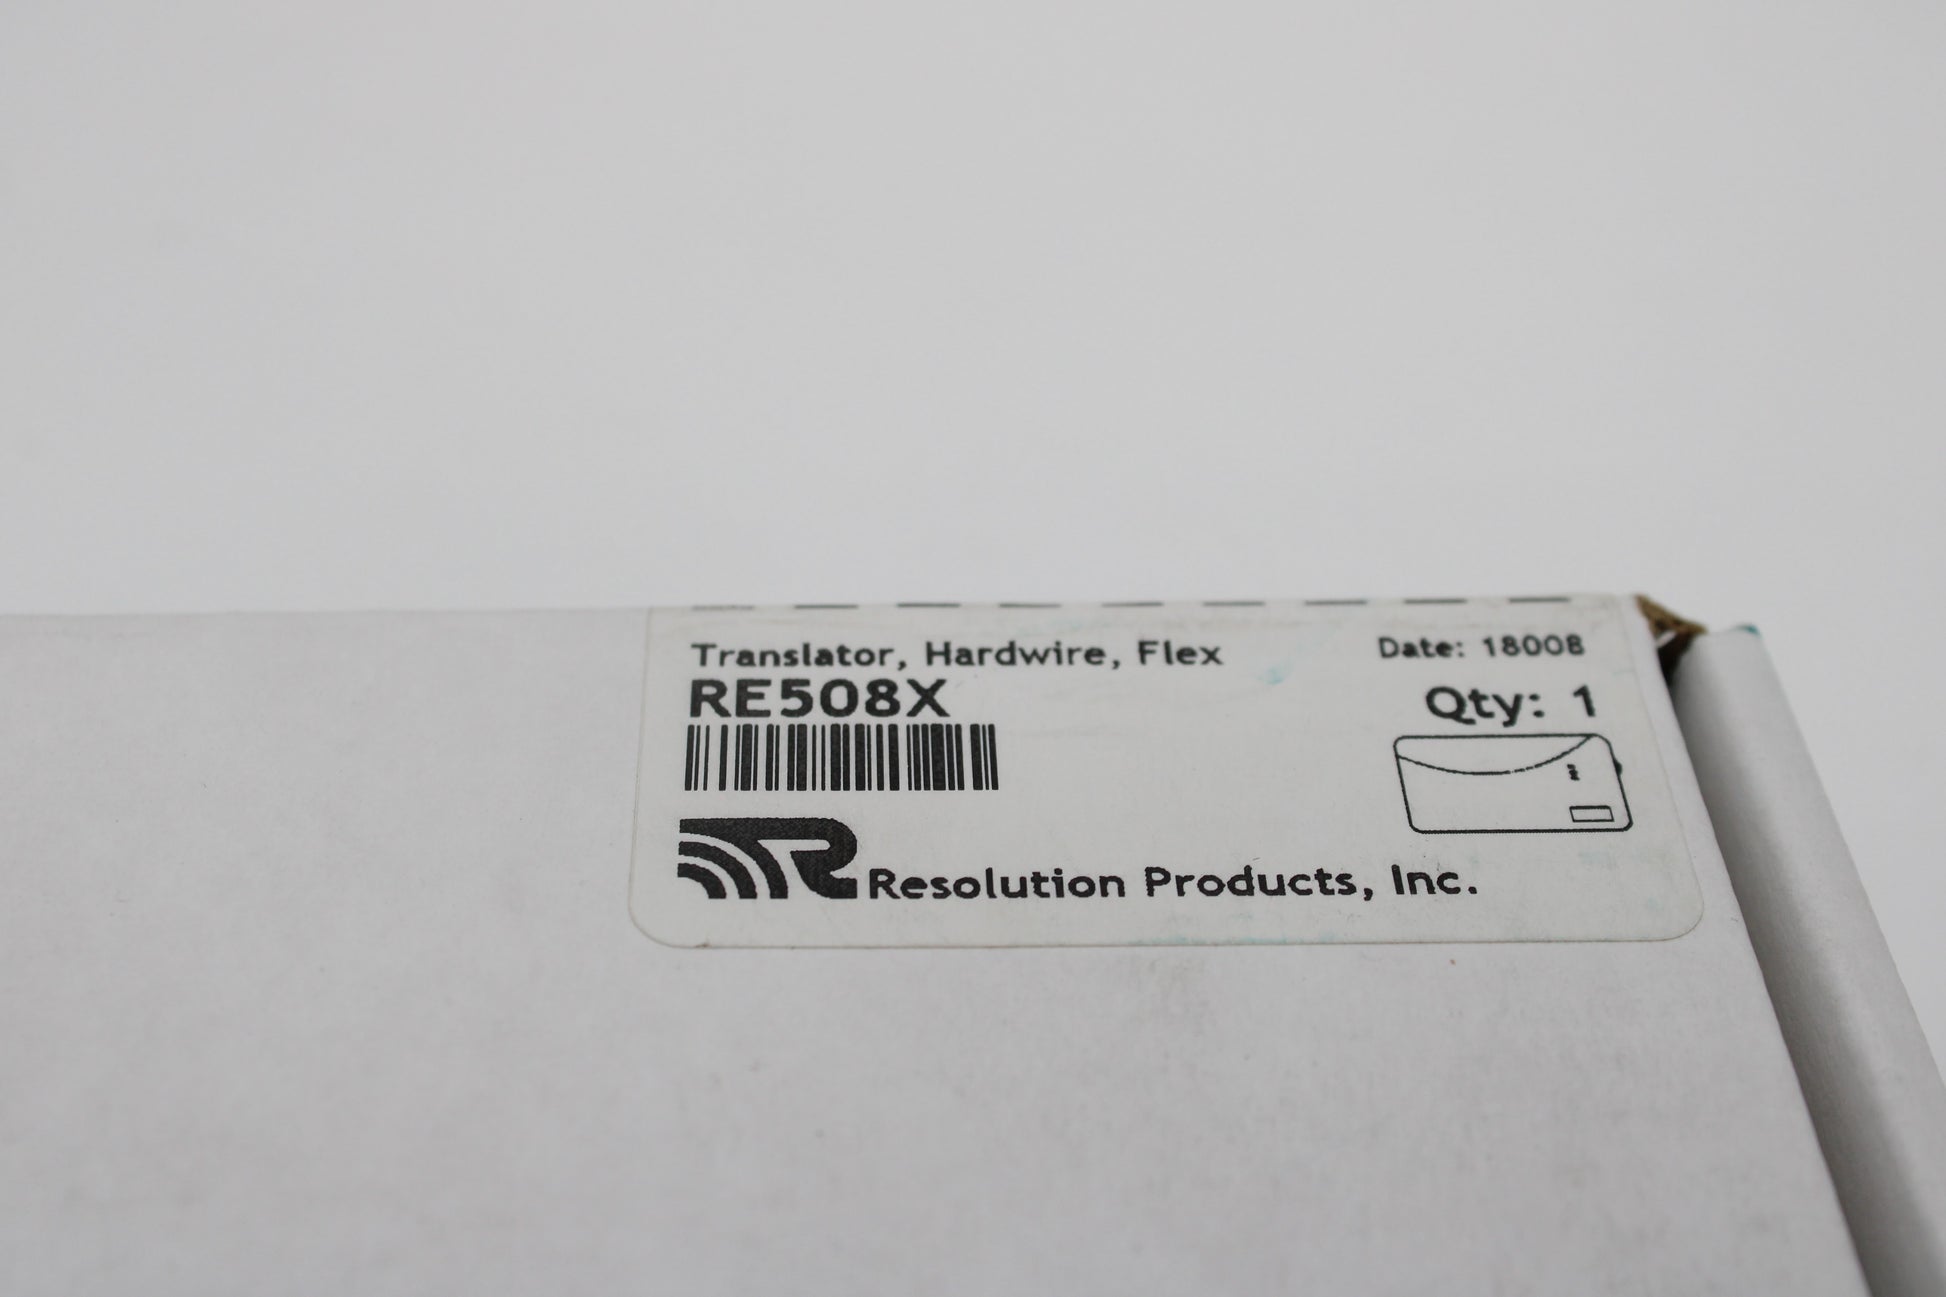 Translator, Hardwire, Flex
Date: 18008
RE508X
Qty: 1
Resolution Products, Inc.